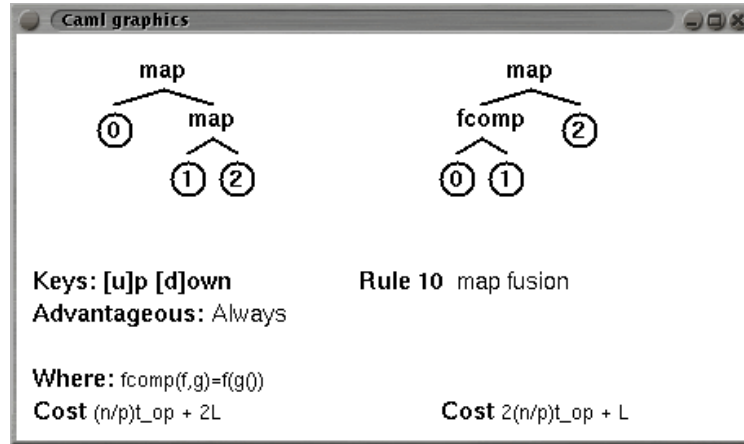 Caml graphics
map map
0 map fcomp 2
1 2 0 1
Keys: [u]p [d]own Rule 10 map fusion
Advantageous: Always
Where: fcomp(f,g)=f(g())
Cost (n/p)t_op + 2L Cost 2(n/p)t_op + L